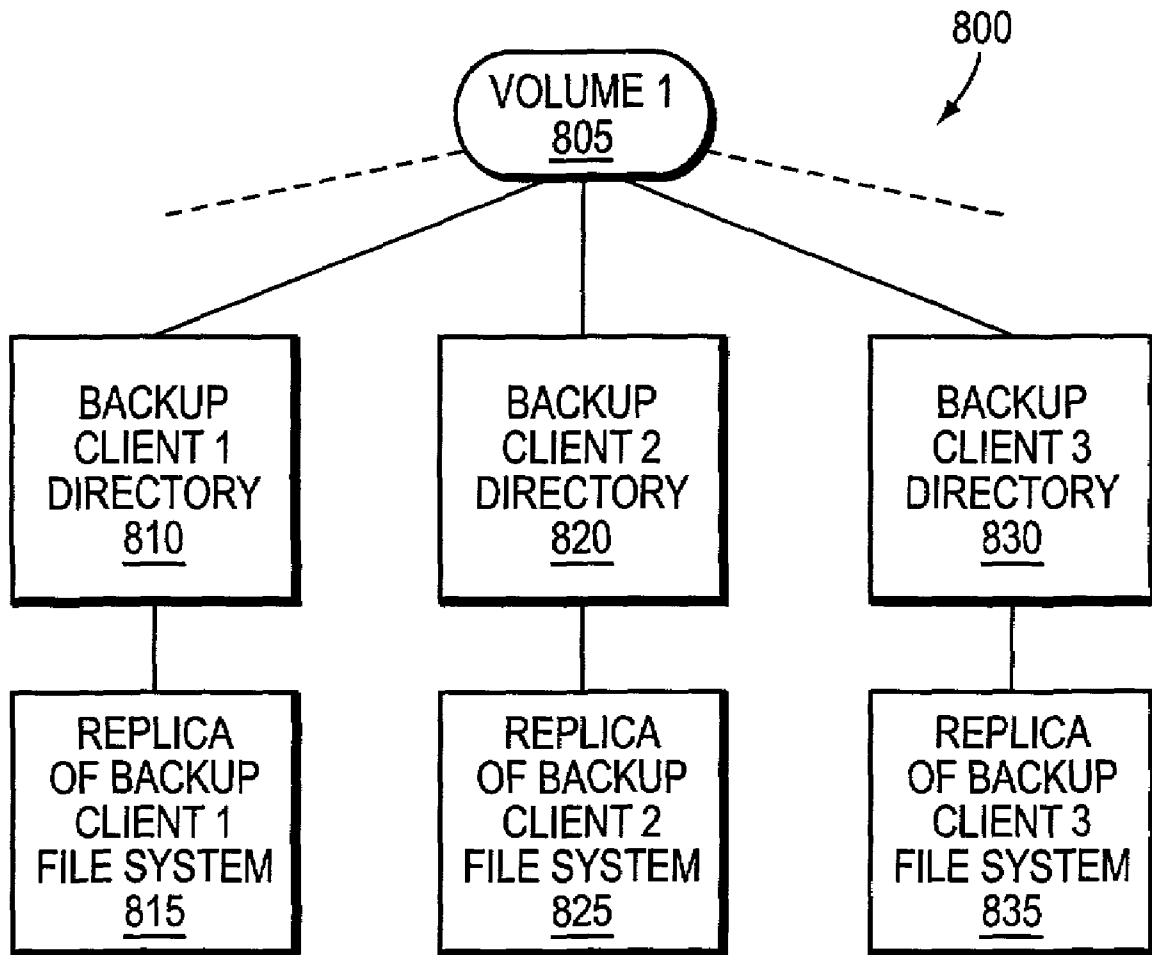 800
VOLUME 1
805
BACKUP
CLIENT 1
DIRECTORY
810
BACKUP
CLIENT 2
DIRECTORY
820
BACKUP
CLIENT 3
DIRECTORY
830
REPLICA
OF BACKUP
CLIENT 1
FILE SYSTEM
815
REPLICA
OF BACKUP
CLIENT 2
FILE SYSTEM
825
REPLICA
OF BACKUP
CLIENT 3
FILE SYSTEM
835